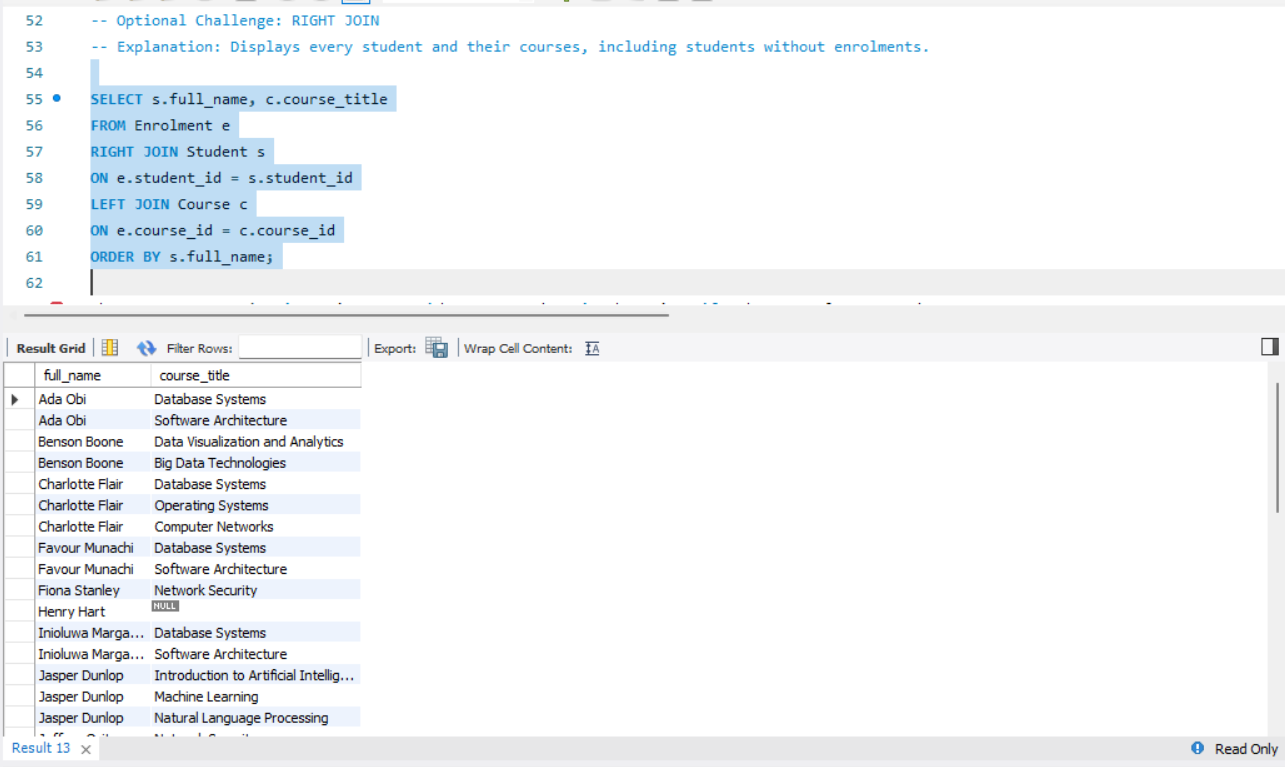 52 -- Optional Challenge: RIGHT JOIN
53 -- Explanation: Displays every student and their courses, including students without enrolments.
54
55 SELECT s.full_name, c.course_title
56 FROM Enrolment e
57 RIGHT JOIN Student s
58 ON e.student_id = s.student_id
59 LEFT JOIN Course c
60 ON e.course_id = c.course_id
61 ORDER BY s.full_name;
62
Result Grid Filter Rows: Export: Wrap Cell Content: IA
full_name course_title
Ada Obi Database Systems
Ada Obi Software Architecture
Benson Boone Data Visualization and Analytics
Benson Boone Big Data Technologies
Charlotte Flair Database Systems
Charlotte Flair Operating Systems
Charlotte Flair Computer Networks
Favour Munachi Database Systems
Favour Munachi Software Architecture
Fiona Stanley Network Security
Henry Hart NULL
Inioluwa Marga... Database Systems
Inioluwa Marga... Software Architecture
Jasper Dunlop Introduction to Artificial Intellig...
Jasper Dunlop Machine Learning
Jasper Dunlop Natural Language Processing
Result 13 Read Only